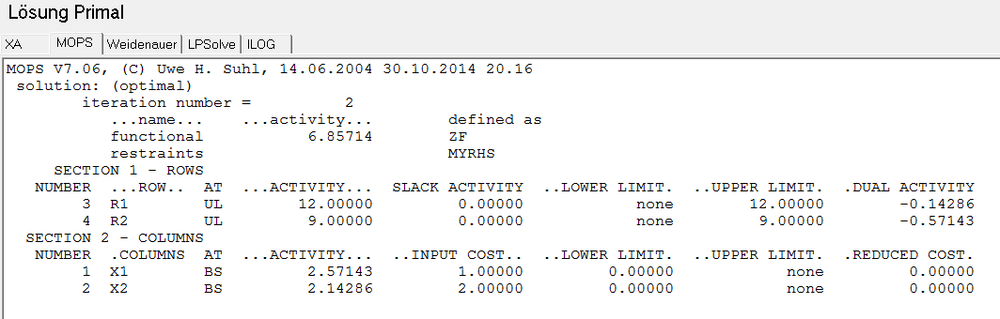 Lösung Primal
XA MOPS Weidenauer LPSolve ILOG
MOPS V7.06, (C) Uwe H. Suhl, 14.06.2004 30.10.2014 20.16
solution: (optimal)
iteration number = 2
...name... ...activity... defined as
functional 6.85714 ZF
restraints MYRHS
SECTION 1 - ROWS
NUMBER ...ROW.. AT ...ACTIVITY... SLACK ACTIVITY ..LOWER LIMIT. ..UPPER LIMIT. .DUAL ACTIVITY
3 R1 UL 12.00000 0.00000 none 12.00000 -0.14286
4 R2 UL 9.00000 0.00000 none 9.00000 -0.57143
SECTION 2 - COLUMNS
NUMBER .COLUMNS AT ...ACTIVITY... ..INPUT COST.. ..LOWER LIMIT. ..UPPER LIMIT. .REDUCED COST.
1 X1 BS 2.57143 1.00000 0.00000 none 0.00000
2 X2 BS 2.14286 2.00000 0.00000 none 0.00000